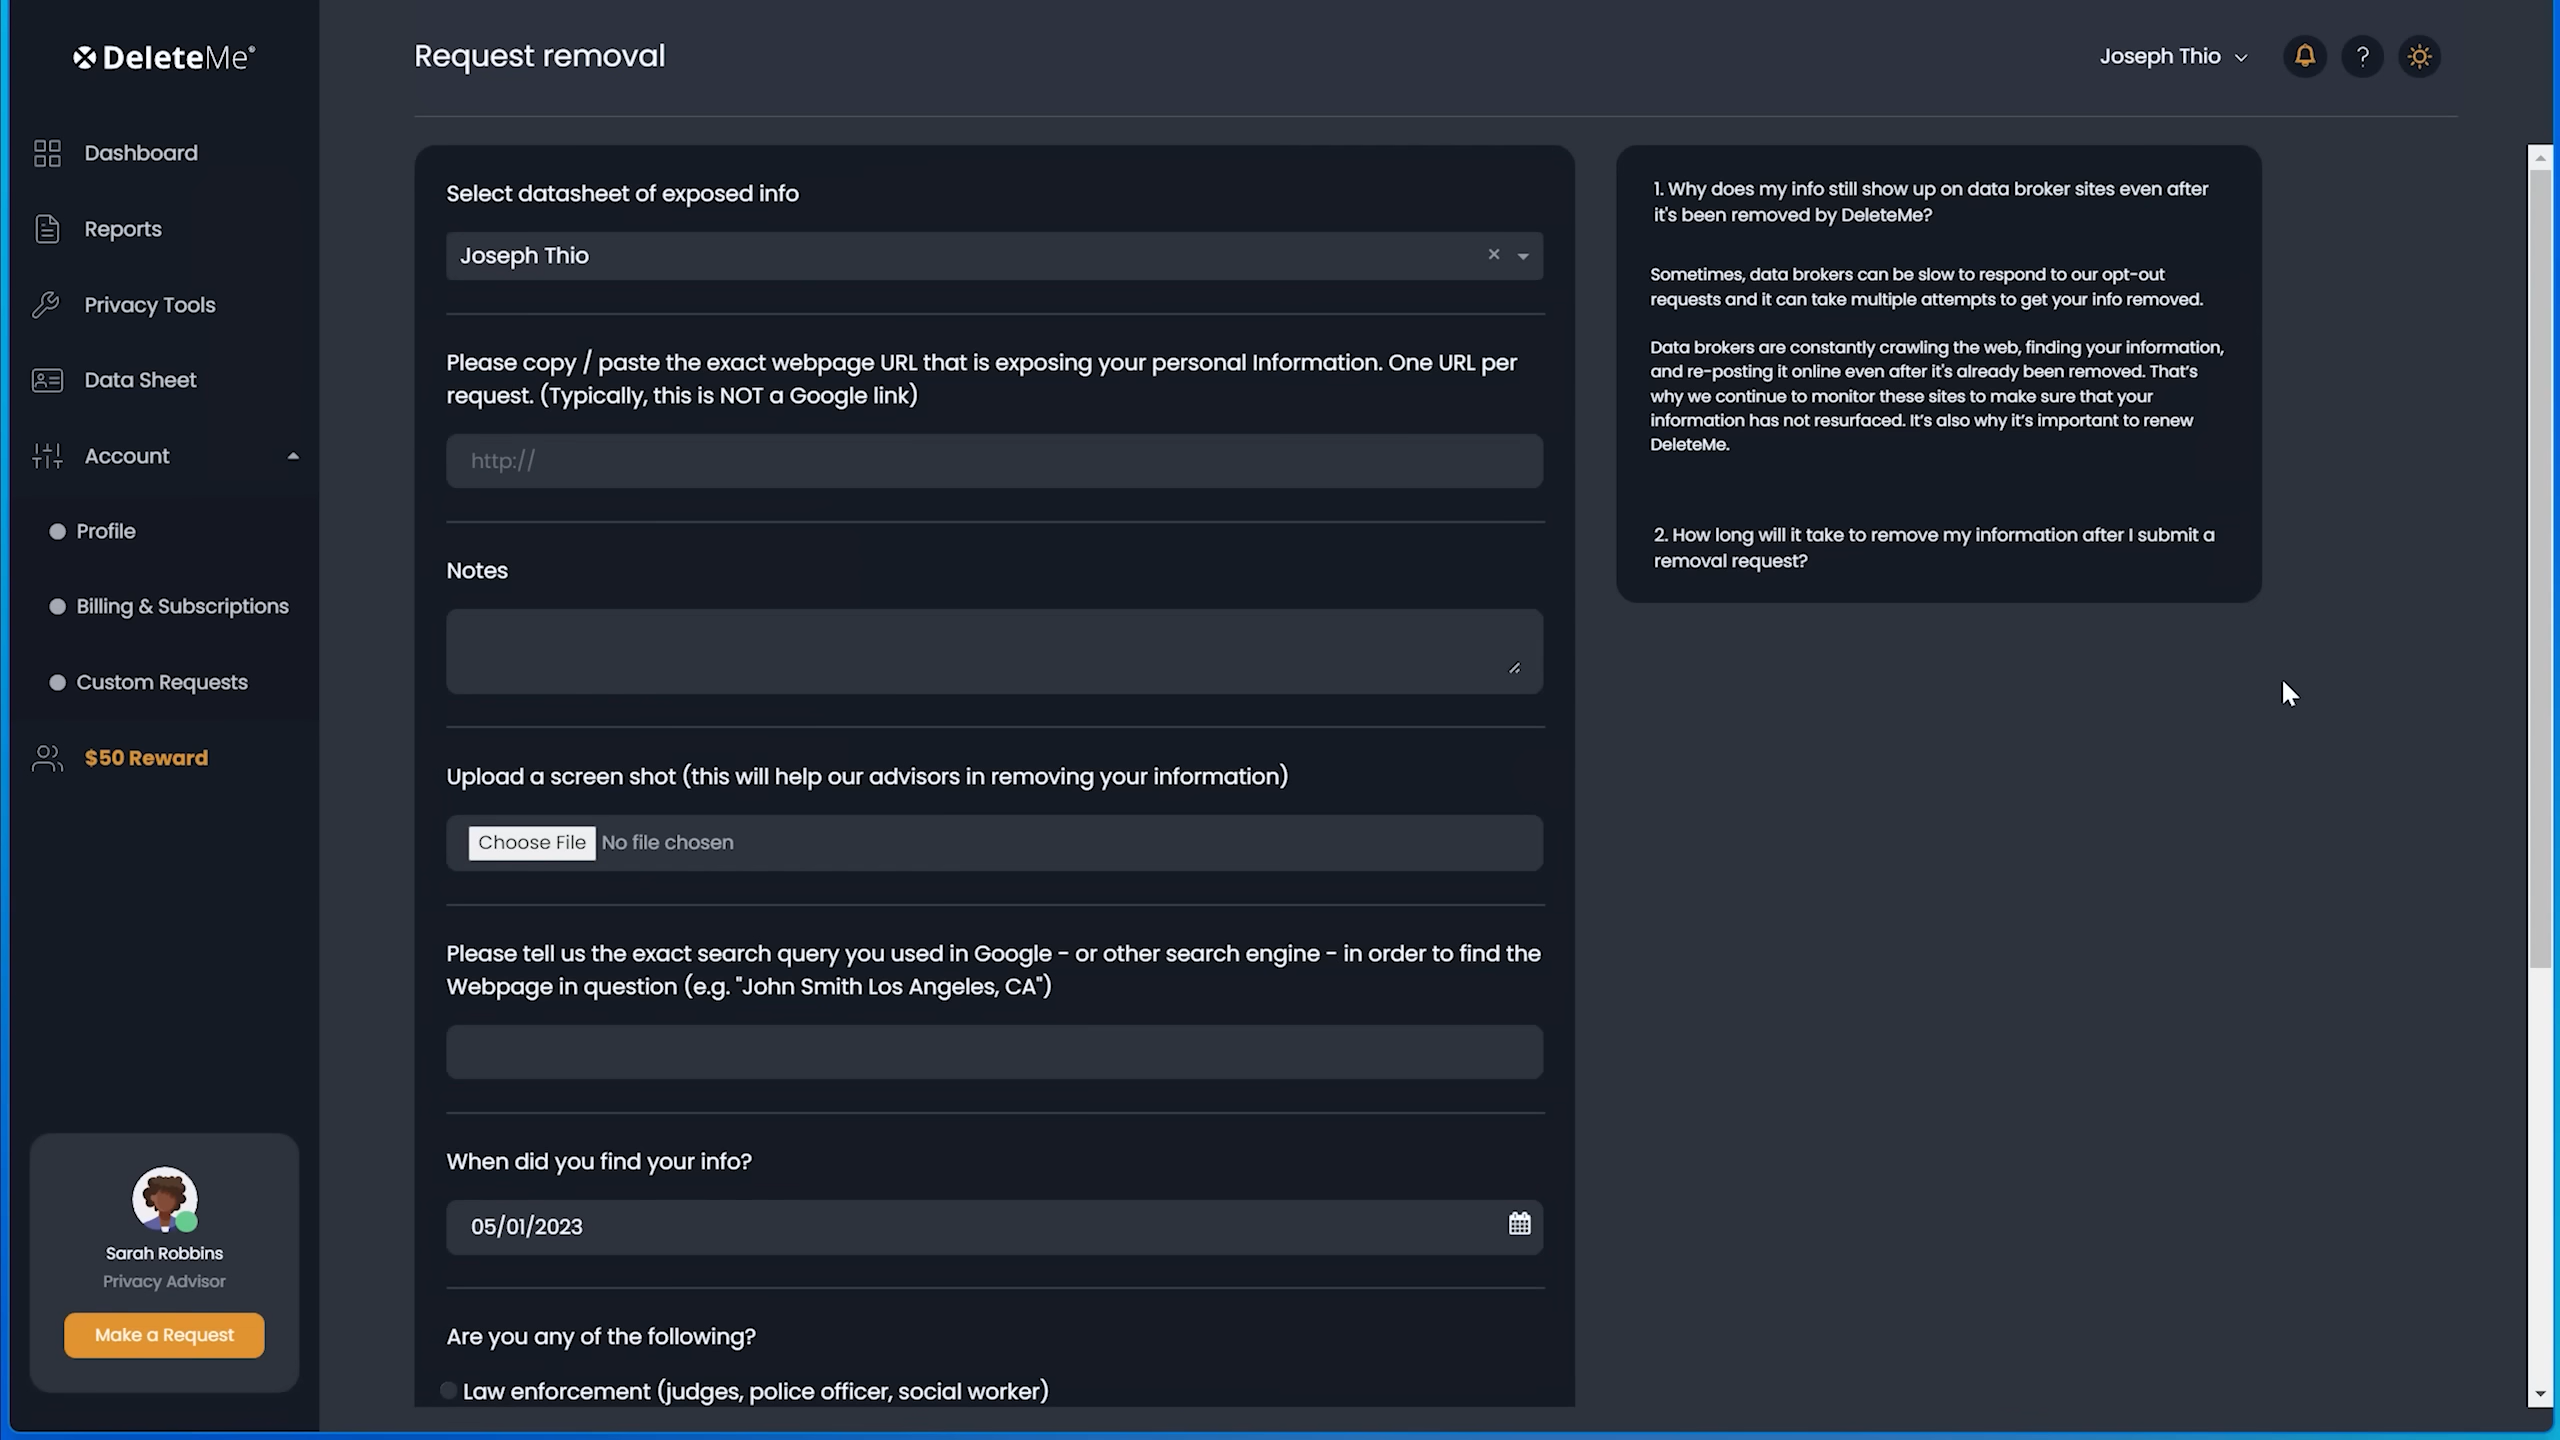 DeleteMe®
Dashboard
Reports
Privacy Tools
Data Sheet
Account
Profile
Billing & Subscriptions
Custom Requests
$50 Reward
Sarah Robbins
Privacy Advisor
Make a Request
Request removal
Joseph Thio
?
Select datasheet of exposed info
Joseph Thio
Please copy / paste the exact webpage URL that is exposing your personal Information. One URL per
request. (Typically, this is NOT a Google link)
http://
Notes
Upload a screen shot (this will help our advisors in removing your information)
Choose File No file chosen
Please tell us the exact search query you used in Google - or other search engine - in order to find the
Webpage in question (e.g. "John Smith Los Angeles, CA")
When did you find your info?
05/01/2023
Are you any of the following?
Law enforcement (judges, police officer, social worker)
1. Why does my info still show up on data broker sites even after
it's been removed by DeleteMe?
Sometimes, data brokers can be slow to respond to our opt-out
requests and it can take multiple attempts to get your info removed.
Data brokers are constantly crawling the web, finding your information,
and re-posting it online even after it's already been removed. That's
why we continue to monitor these sites to make sure that your
information has not resurfaced. It's also why it's important to renew
DeleteMe.
2. How long will it take to remove my information after I submit a
removal request?